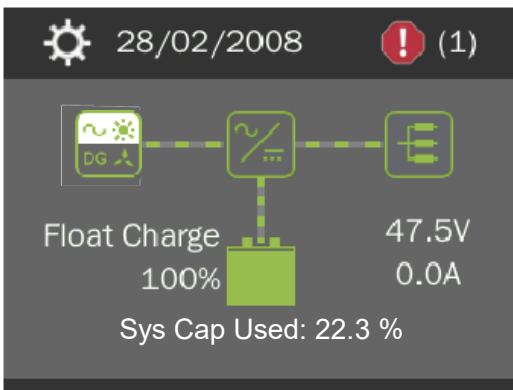 28/02/2008 (1)
DG
Float Charge 47.5V
100% 0.0A
Sys Cap Used: 22.3 %